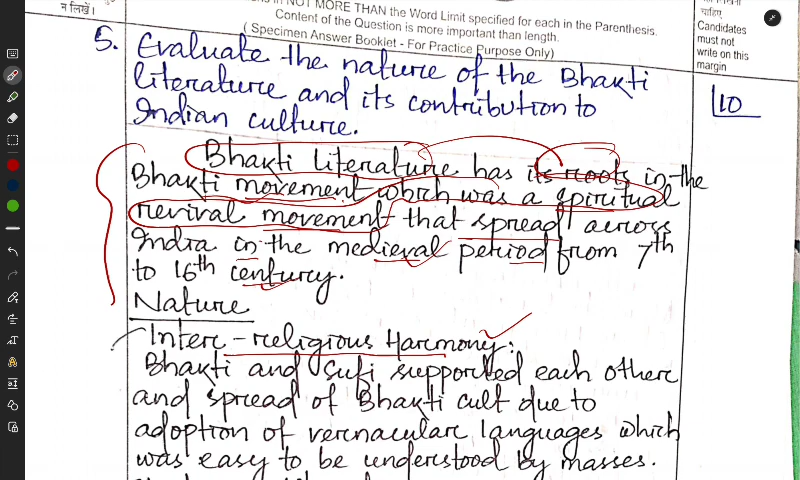 न लिखें।
in NOT MORE THAN the Word Limit specified for each in the Parenthesis.
Content of the Question is more important than length.
( Specimen Answer Booklet - For Practice Purpose Only)
चाहिए
Candidates
must not
write on this
margin
5. Evaluate the nature of the Bhakti
literature and its contribution to
Indian culture.
10
Bhakti Literature has its roots in the
Bhakti movement which was a spiritual
revival movement that spread across
India in the medieval period from 7th
to 16th century.
Nature
- Inter-religious Harmony:
Bhakti and Sufi supported each other
and spread of Bhakti cult due to
adoption of vernacular languages which
was easy to be understood by masses.